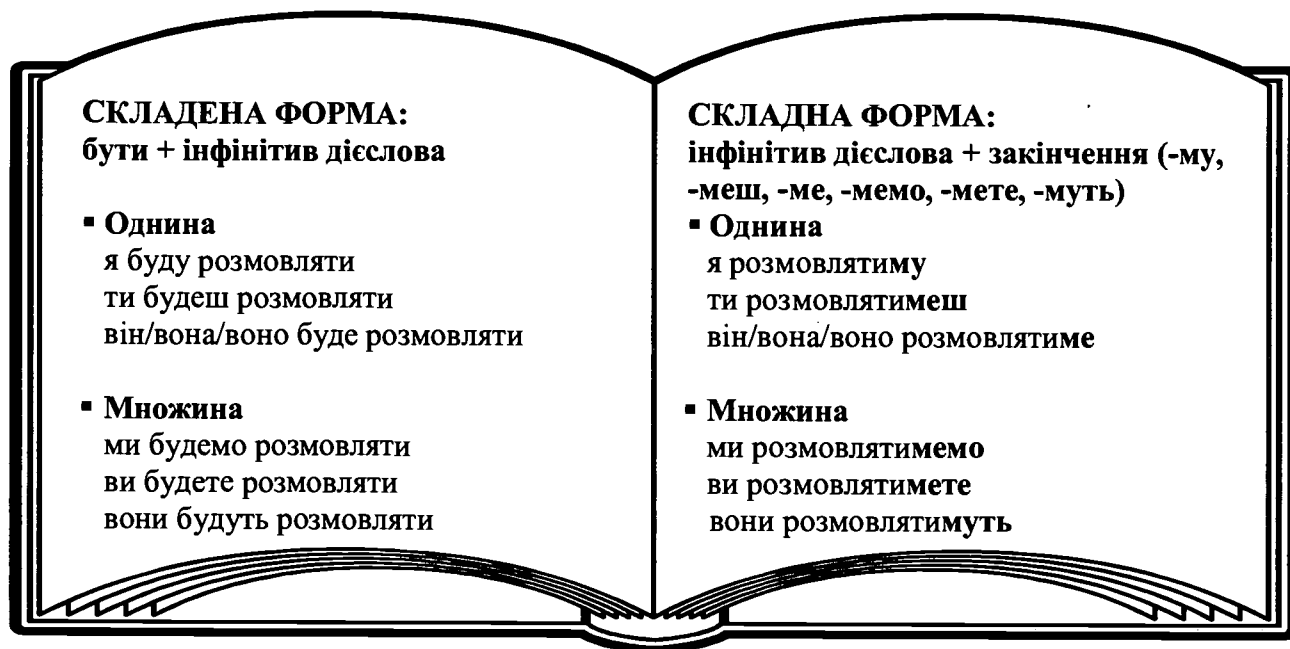 СКЛАДЕНА ФОРМА:
бути + інфінітив дієслова
▪ Однина
я буду розмовляти
ти будеш розмовляти
він/вона/воно буде розмовляти
▪ Множина
ми будемо розмовляти
ви будете розмовляти
вони будуть розмовляти
СКЛАДНА ФОРМА:
інфінітив дієслова + закінчення (-му,
-меш, -ме, -мемо, -мете, -муть)
▪ Однина
я розмовлятиму
ти розмовлятимеш
він/вона/воно розмовлятиме
▪ Множина
ми розмовлятимемо
ви розмовлятимете
вони розмовлятимуть